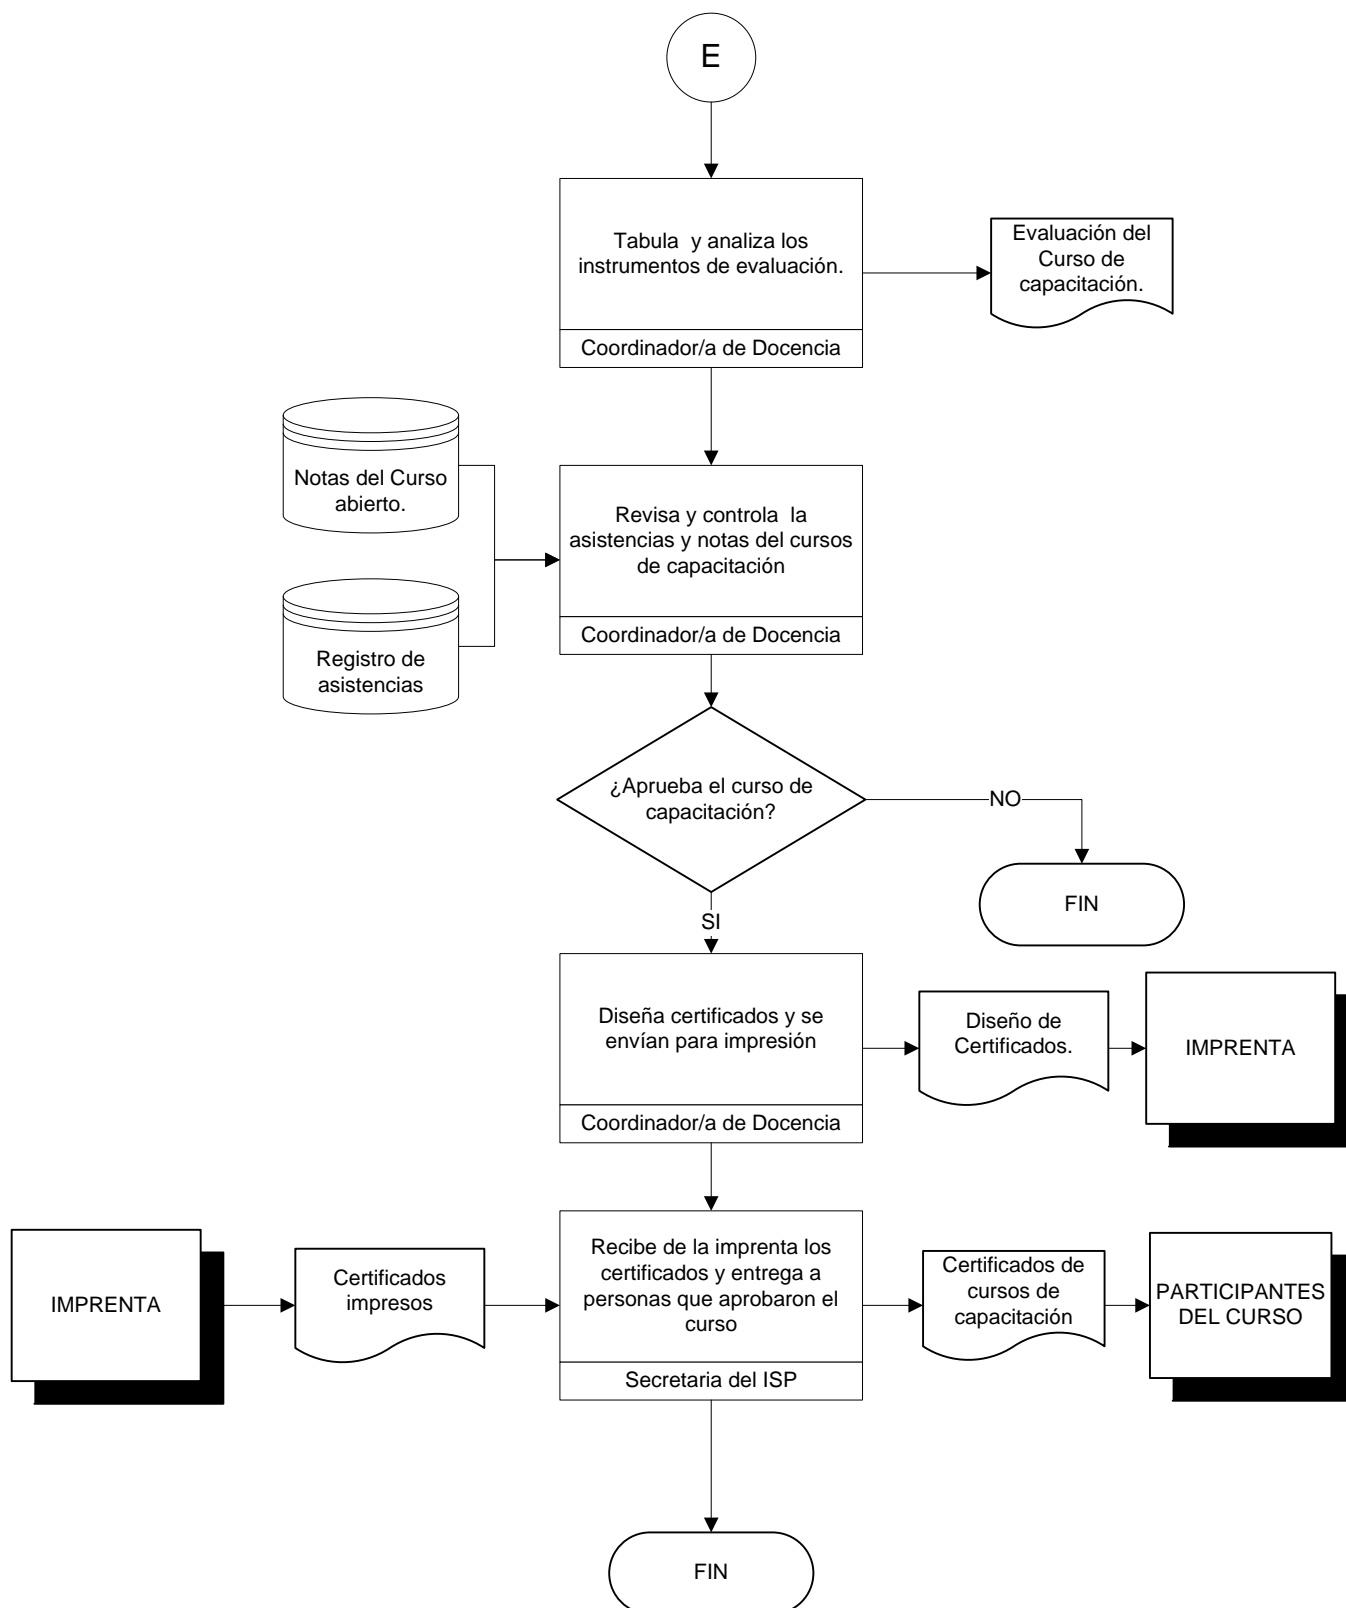 E
Tabula y analiza los
instrumentos de evaluación.
Coordinador/a de Docencia
Evaluación del
Curso de
capacitación.
Notas del Curso
abierto.
Registro de
asistencias
Revisa y controla la
asistencias y notas del cursos
de capacitación
Coordinador/a de Docencia
¿Aprueba el curso de
capacitación?
NO
FIN
SI
Diseña certificados y se
envían para impresión
Coordinador/a de Docencia
Diseño de
Certificados.
IMPRENTA
IMPRENTA
Certificados
impresos
Recibe de la imprenta los
certificados y entrega a
personas que aprobaron el
curso
Secretaria del ISP
Certificados de
cursos de
capacitación
PARTICIPANTES
DEL CURSO
FIN